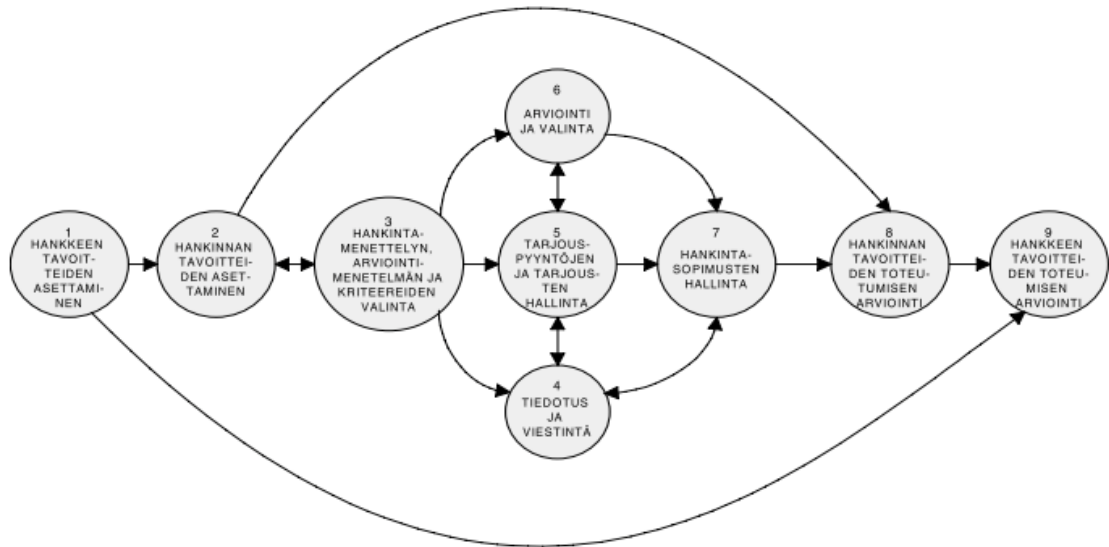 1
HANKKEEN
TAVOIT-
TEIDEN
ASETTAMI-
NEN
2
HANKINNAN
TAVOITTEI-
DEN ASET-
TAMINEN
3
HANKINTA-
MENETTELYN,
ARVIOINTI-
MENETELMÄN JA
KRITEEREIDEN
VALINTA
6
ARVIOINTI
JA VALINTA
5
TARJOUS-
PYYNTÖJEN
JA TARJOUS-
TEN
HALLINTA
4
TIEDOTUS
JA
VIESTINTÄ
7
HANKINTA-
SOPIMUSTEN
HALLINTA
8
HANKINNAN
TAVOITTEI-
DEN TOTEU-
TUMISEN
ARVIOINTI
9
HANKKEEN
TAVOITTEI-
DEN TOTEU-
MISEN
ARVIOINTI